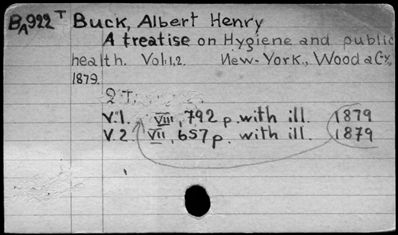 BA922T Buck, Albert Henry
A treatise on Hygiene and public
health. Vol.1,2. New-York., Wood a Co,
1879.
2 T
V.1. VIII, 792 p. with ill. 1879
V.2 VII, 657 p. with ill. 1879